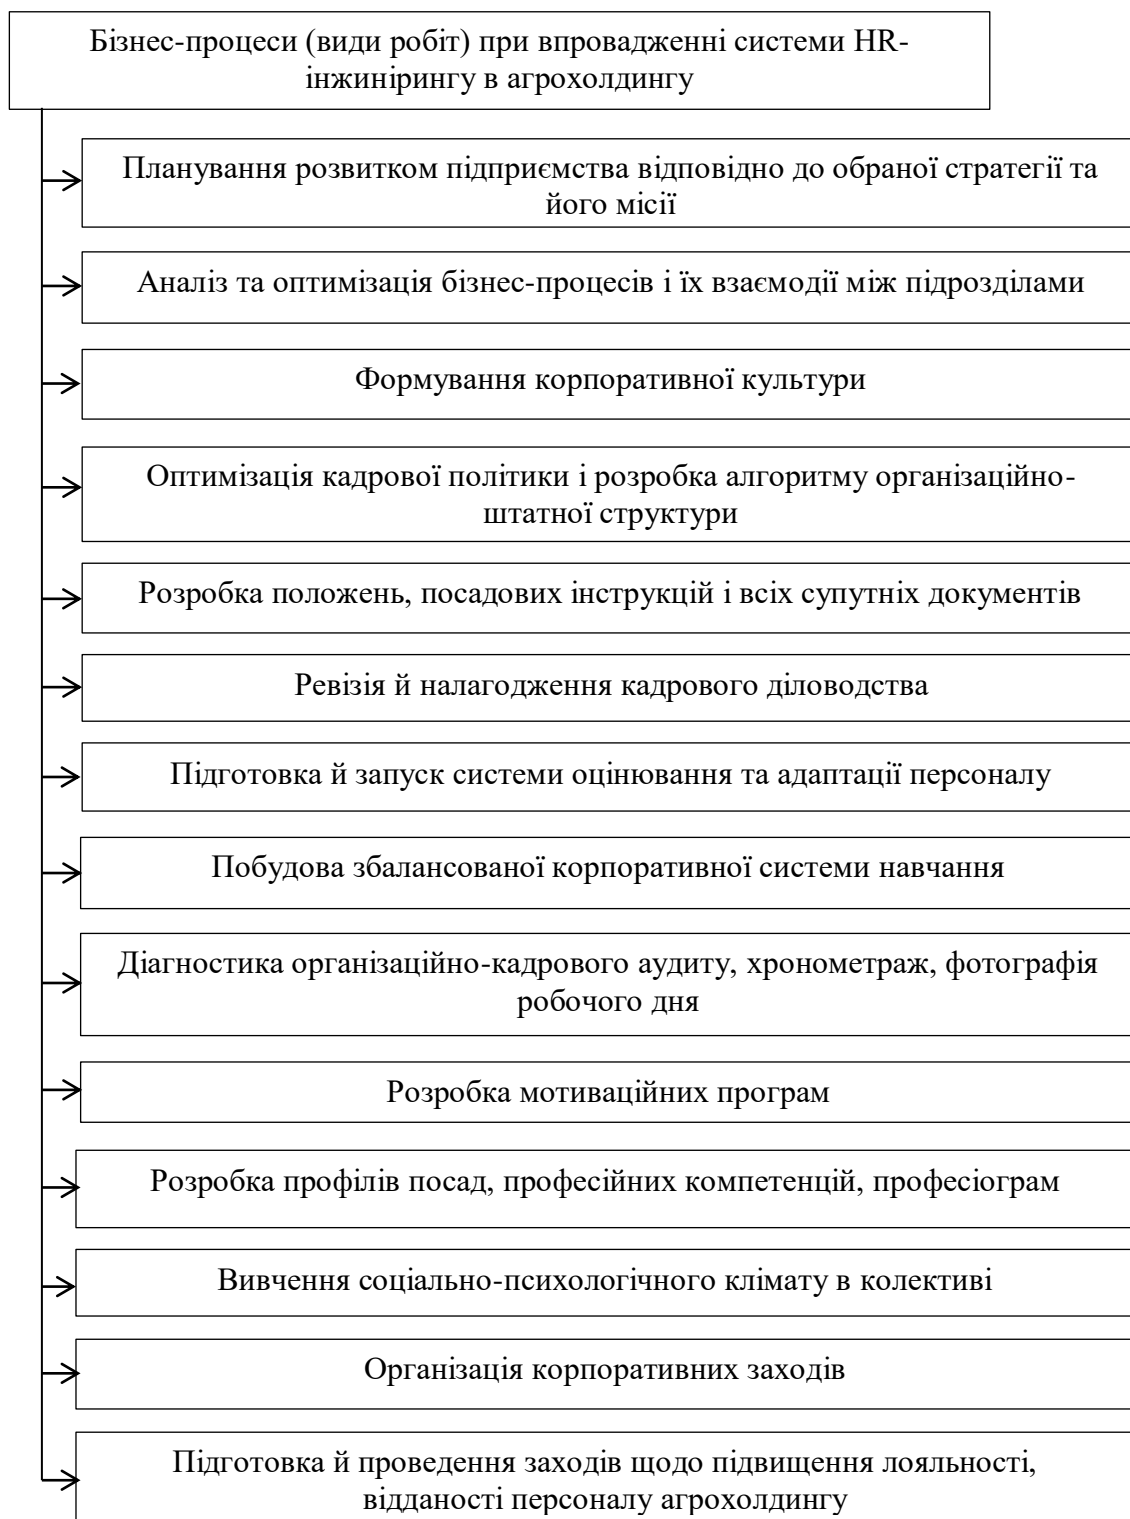 Бізнес-процеси (види робіт) при впровадженні системи HR-
інжинірингу в агрохолдингу
Планування розвитком підприємства відповідно до обраної стратегії та
його місії
Аналіз та оптимізація бізнес-процесів і їх взаємодії між підрозділами
Формування корпоративної культури
Оптимізація кадрової політики і розробка алгоритму організаційно-
штатної структури
Розробка положень, посадових інструкцій і всіх супутніх документів
Ревізія й налагодження кадрового діловодства
Підготовка й запуск системи оцінювання та адаптації персоналу
Побудова збалансованої корпоративної системи навчання
Діагностика організаційно-кадрового аудиту, хронометраж, фотографія
робочого дня
Розробка мотиваційних програм
Розробка профілів посад, професійних компетенцій, професіограм
Вивчення соціально-психологічного клімату в колективі
Організація корпоративних заходів
Підготовка й проведення заходів щодо підвищення лояльності,
відданості персоналу агрохолдингу